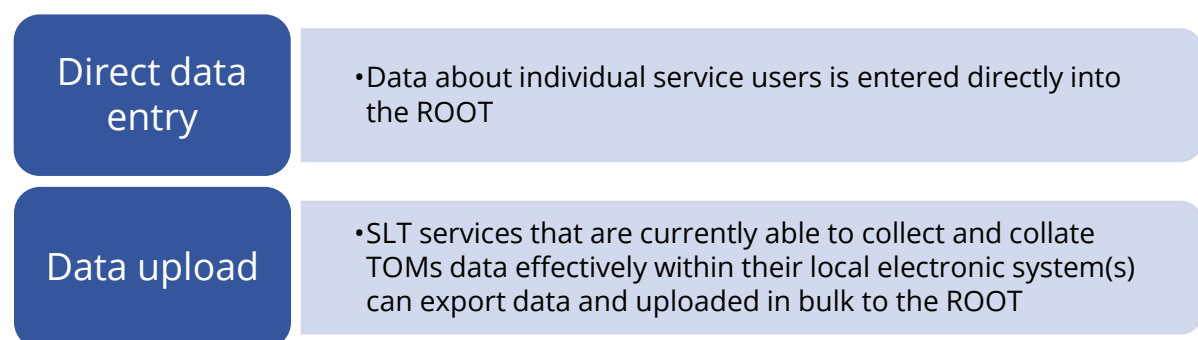 Direct data
entry
•Data about individual service users is entered directly into
the ROOT
Data upload
•SLT services that are currently able to collect and collate
TOMs data effectively within their local electronic system(s)
can export data and uploaded in bulk to the ROOT